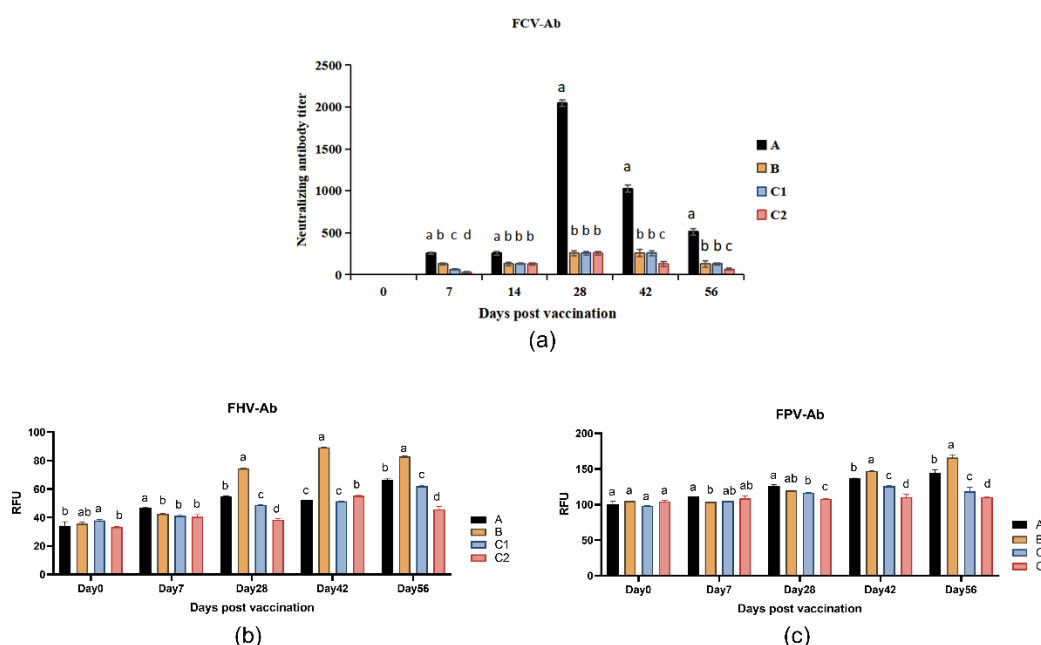 FCV-Ab
2500
2000
1500
1000
500
0
Neutralizing antibody titer
a b c d
a b b b
a
b b b
a
b b c
a
b b c
0 7 14 28 42 56
Days post vaccination
A
B
C1
C2
(a)
FHV-Ab
100
80
60
40
20
0
RFU
b ab a b
a b b b
b a c d
c a c b
b a c d
Day0 Day7 Day28 Day42 Day56
Days post vaccination
A
B
C1
C2
(b)
FPV-Ab
200
150
100
50
0
RFU
a a a a
a b ab ab
a ab b c
b a c d
b a c d
Day0 Day7 Day28 Day42 Day56
Days post vaccination
A
(c)